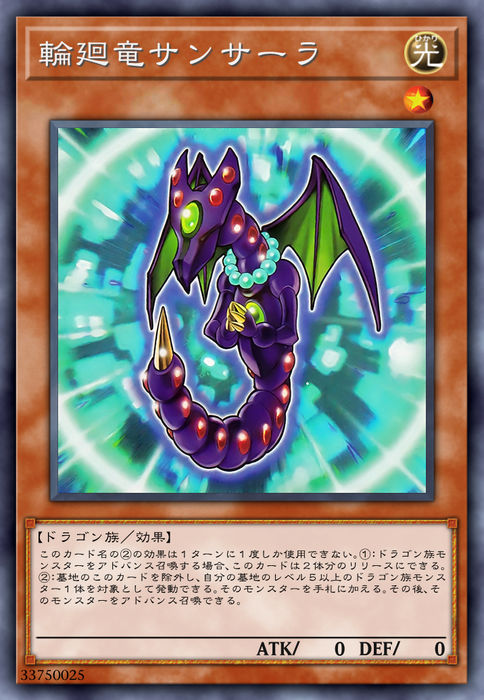 輪廻竜サンサーラ
ひかり
光
【ドラゴン族／効果】
このカード名の②の効果は１ターンに１度しか使用できない。①：ドラゴン族モ
ンスターをアドバンス召喚する場合、このカードは２体分のリリースにできる。
②：墓地のこのカードを除外し、自分の墓地のレベル５以上のドラゴン族モンス
ター１体を対象として発動できる。そのモンスターを手札に加える。その後、そ
のモンスターをアドバンス召喚できる。
ATK/ 0 DEF/ 0
33750025